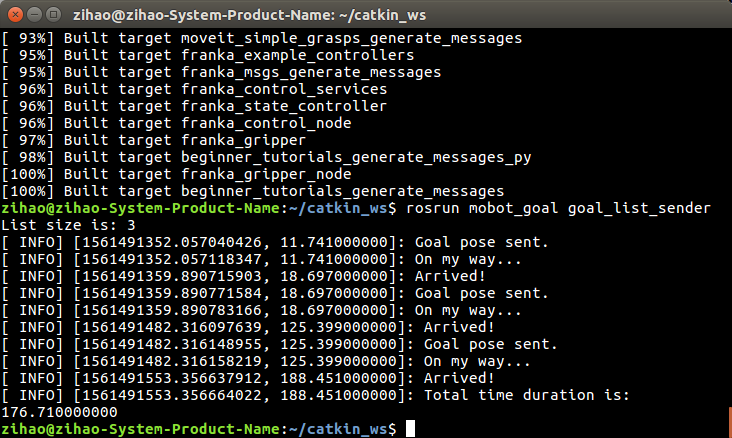 zihao@zihao-System-Product-Name: ~/catkin_ws
[ 93%] Built target moveit_simple_grasps_generate_messages
[ 95%] Built target franka_example_controllers
[ 95%] Built target franka_msgs_generate_messages
[ 96%] Built target franka_control_services
[ 96%] Built target franka_state_controller
[ 96%] Built target franka_control_node
[ 97%] Built target franka_gripper
[ 98%] Built target beginner_tutorials_generate_messages_py
[100%] Built target franka_gripper_node
[100%] Built target beginner_tutorials_generate_messages
zihao@zihao-System-Product-Name:~/catkin_ws$ rosrun mobot_goal goal_list_sender
List size is: 3
[ INFO] [1561491352.057040426, 11.741000000]: Goal pose sent.
[ INFO] [1561491352.057118347, 11.741000000]: On my way...
[ INFO] [1561491359.890715903, 18.697000000]: Arrived!
[ INFO] [1561491359.890771584, 18.697000000]: Goal pose sent.
[ INFO] [1561491359.890783166, 18.697000000]: On my way...
[ INFO] [1561491482.316097639, 125.399000000]: Arrived!
[ INFO] [1561491482.316148955, 125.399000000]: Goal pose sent.
[ INFO] [1561491482.316158219, 125.399000000]: On my way...
[ INFO] [1561491553.356637912, 188.451000000]: Arrived!
[ INFO] [1561491553.356664022, 188.451000000]: Total time duration is:
176.710000000
zihao@zihao-System-Product-Name:~/catkin_ws$